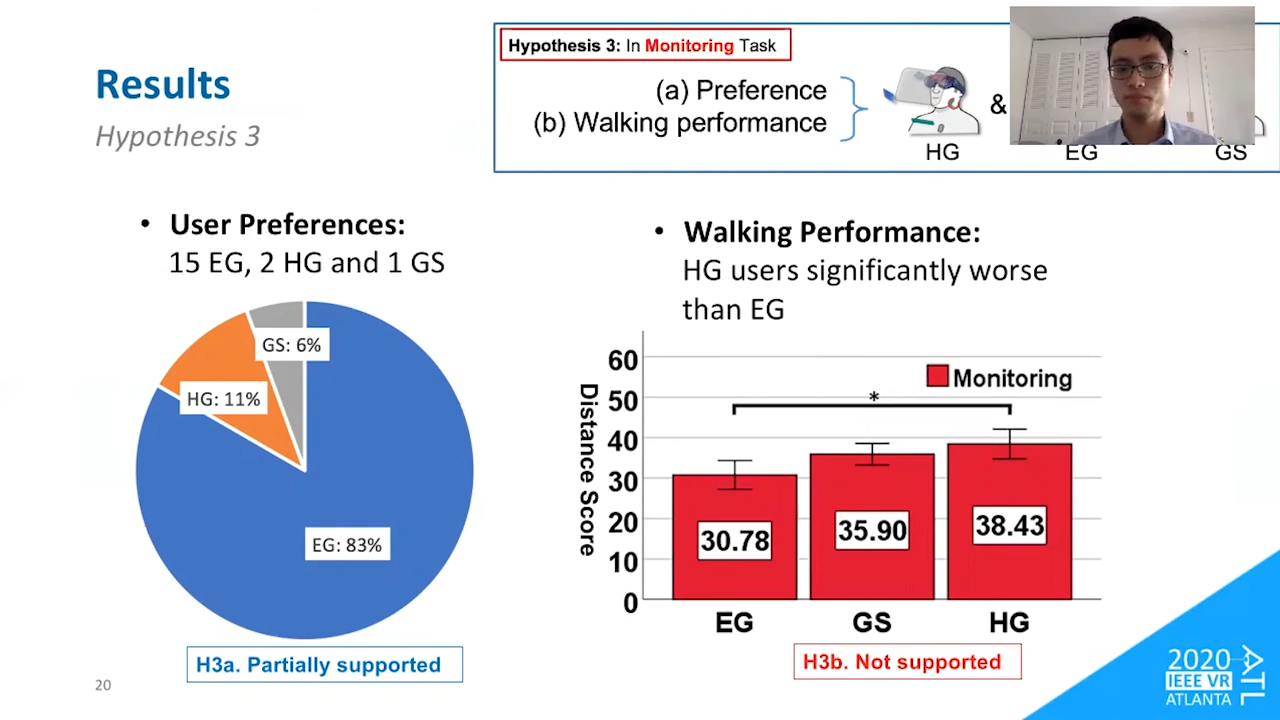 Results
Hypothesis 3
Hypothesis 3: In Monitoring Task
(a) Preference
(b) Walking performance
&
HG
EG
GS
• User Preferences:
15 EG, 2 HG and 1 GS
GS: 6%
HG: 11%
EG: 83%
H3a. Partially supported
• Walking Performance:
HG users significantly worse
than EG
Distance Score
60
50
40
30
20
10
0
Monitoring
*
30.78
35.90
38.43
EG
GS
HG
H3b. Not supported
20
2020
IEEE VR
ATLANTA
ATL